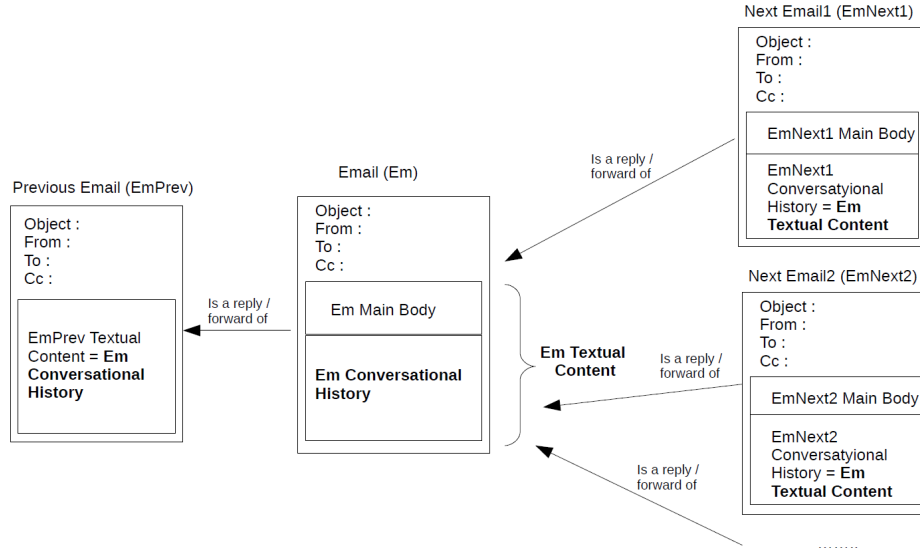 Previous Email (EmPrev)
Object :
From :
To :
Cc :
EmPrev Textual
Content = Em
Conversational
History
Is a reply /
forward of
Email (Em)
Object :
From :
To :
Cc :
Em Main Body
Em Conversational
History
Em Textual
Content
Is a reply /
forward of
Is a reply /
forward of
Is a reply /
forward of
Next Email1 (EmNext1)
Object :
From :
To :
Cc :
EmNext1 Main Body
EmNext1
Conversatyional
History = Em
Textual Content
Next Email2 (EmNext2)
Object :
From :
To :
Cc :
EmNext2 Main Body
EmNext2
Conversatyional
History = Em
Textual Content
........